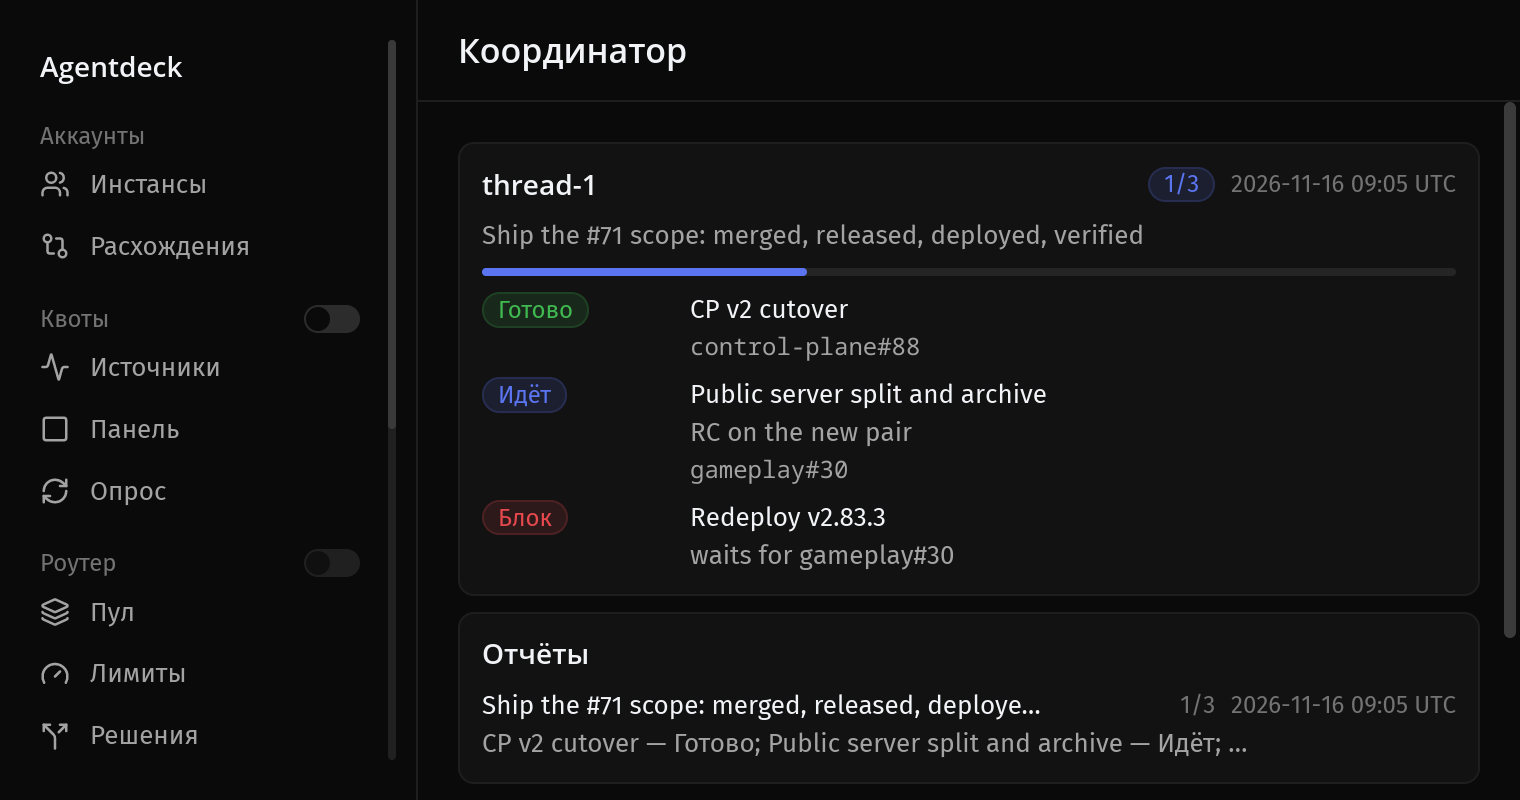 Agentdeck
Аккаунты
Инстансы
Расхождения
Квоты
Источники
Панель
Опрос
Роутер
Пул
Лимиты
Решения
Координатор
thread-1 1/3 2026-11-16 09:05 UTC
Ship the #71 scope: merged, released, deployed, verified
Готово CP v2 cutover
control-plane#88
Идёт Public server split and archive
RC on the new pair
gameplay#30
Блок Redeploy v2.83.3
waits for gameplay#30
Отчёты
Ship the #71 scope: merged, released, deploye... 1/3 2026-11-16 09:05 UTC
CP v2 cutover — Готово; Public server split and archive — Идёт; ...